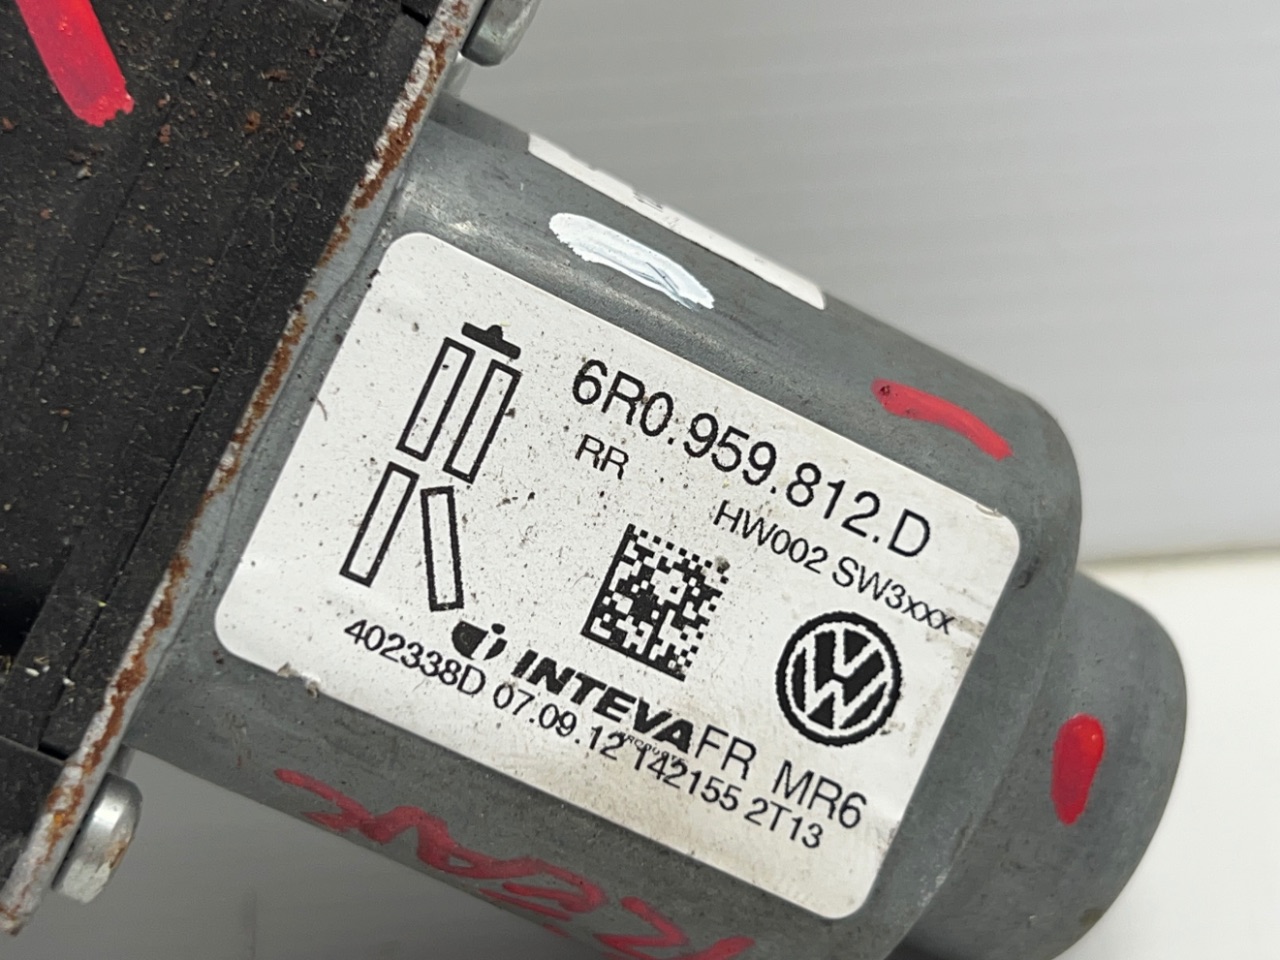 6R0.959.812.D
RR
HW002 SW3xxx
INTEVA
FR MR6
402338D 07.09.12 142155 2T13